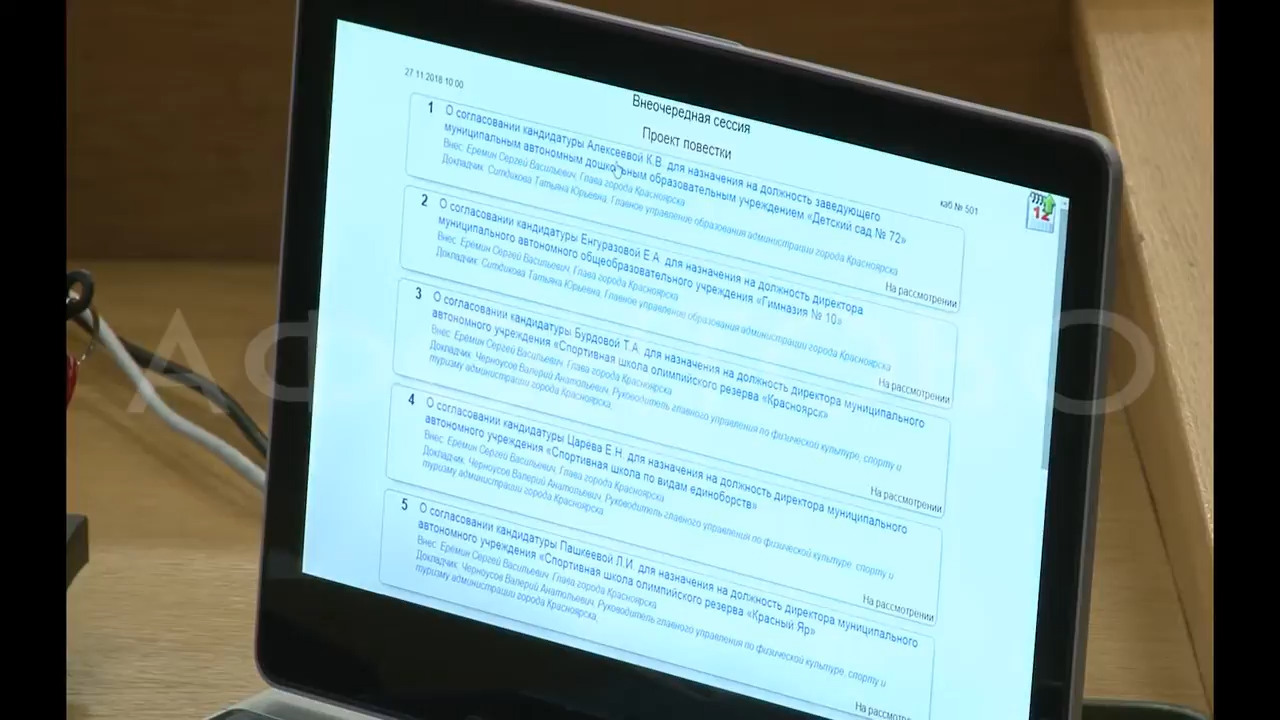 27 11 2018 10:00
Внеочередная сессия
Проект повестки
каб № 501
12
1
О согласовании кандидатуры Алексеевой К.В. для назначения на должность заведующего
муниципальным автономным дошкольным образовательным учреждением «Детский сад № 72»
Внес: Еремин Сергей Васильевич, Глава города Красноярска
Докладчик: Ситдикова Татьяна Юрьевна, Главное управление образования администрации города Красноярска
На рассмотрении
2
О согласовании кандидатуры Енгуразовой Е.А. для назначения на должность директора
муниципального автономного общеобразовательного учреждения «Гимназия № 10»
Внес: Еремин Сергей Васильевич, Глава города Красноярска
Докладчик: Ситдикова Татьяна Юрьевна, Главное управление образования администрации города Красноярска
На рассмотрении
3
О согласовании кандидатуры Бурдовой Т.А. для назначения на должность директора муниципального
автономного учреждения «Спортивная школа олимпийского резерва «Красноярск»
Внес: Еремин Сергей Васильевич, Глава города Красноярска
Докладчик: Черноусов Валерий Анатольевич, Руководитель главного управления по физической культуре, спорту и
туризму администрации города Красноярска,
На рассмотрении
4
О согласовании кандидатуры Царева Е.Н. для назначения на должность директора муниципального
автономного учреждения «Спортивная школа по видам единоборств»
Внес: Еремин Сергей Васильевич, Глава города Красноярска
Докладчик: Черноусов Валерий Анатольевич, Руководитель главного управления по физической культуре, спорту и
туризму администрации города Красноярска,
На рассмотрении
5
О согласовании кандидатуры Пашкеевой Л.И. для назначения на должность директора муниципального
автономного учреждения «Спортивная школа олимпийского резерва «Красный Яр»
Внес: Еремин Сергей Васильевич, Глава города Красноярска
Докладчик: Черноусов Валерий Анатольевич, Руководитель главного управления по физической культуре, спорту и
туризму администрации города Красноярска,
На рассмотр